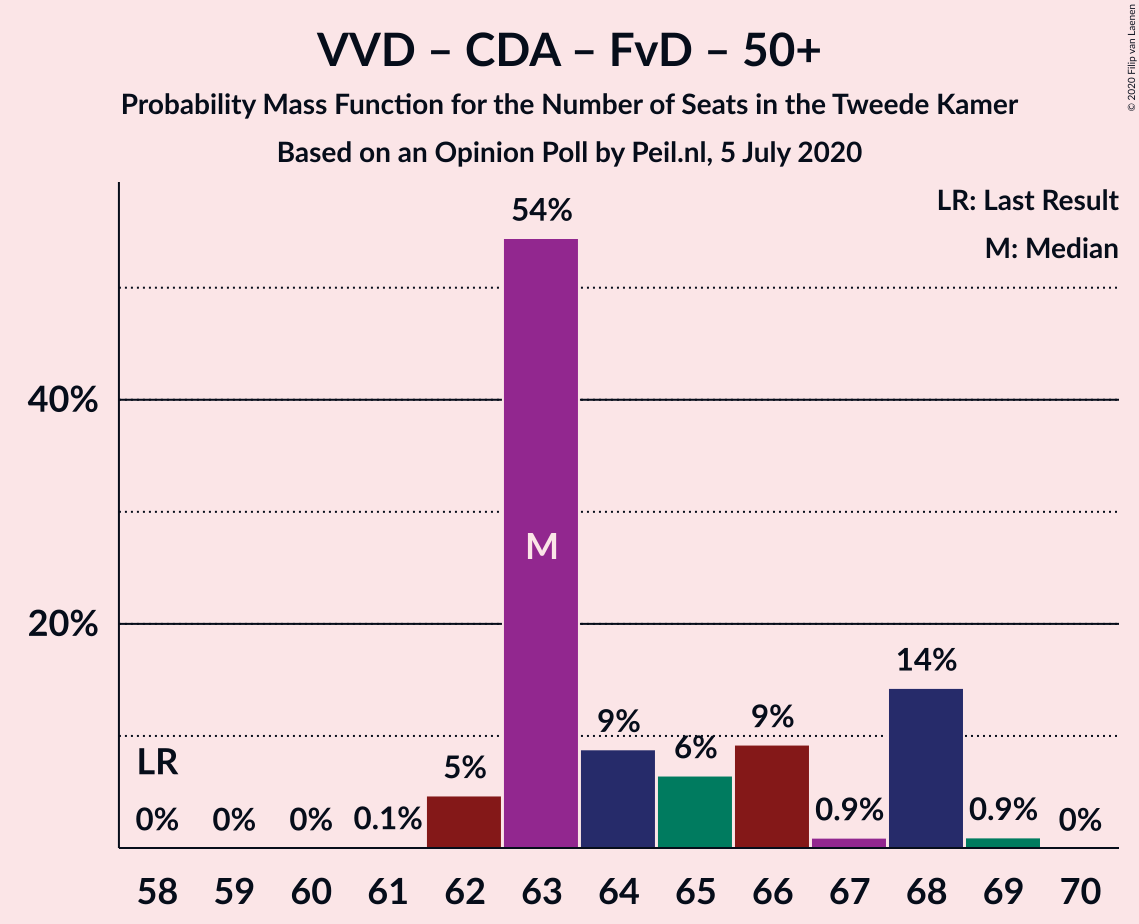 VVD – CDA – FvD – 50+
Probability Mass Function for the Number of Seats in the Tweede Kamer
Based on an Opinion Poll by Peil.nl, 5 July 2020
© 2020 Filip van Laenen
LR: Last Result
M: Median
54%
40%
M
20%
14%
9%
9%
6%
LR
5%
0%
0%
0%
0.1%
0.9%
0.9%
0%
58 59 60 61 62 63 64 65 66 67 68 69 70